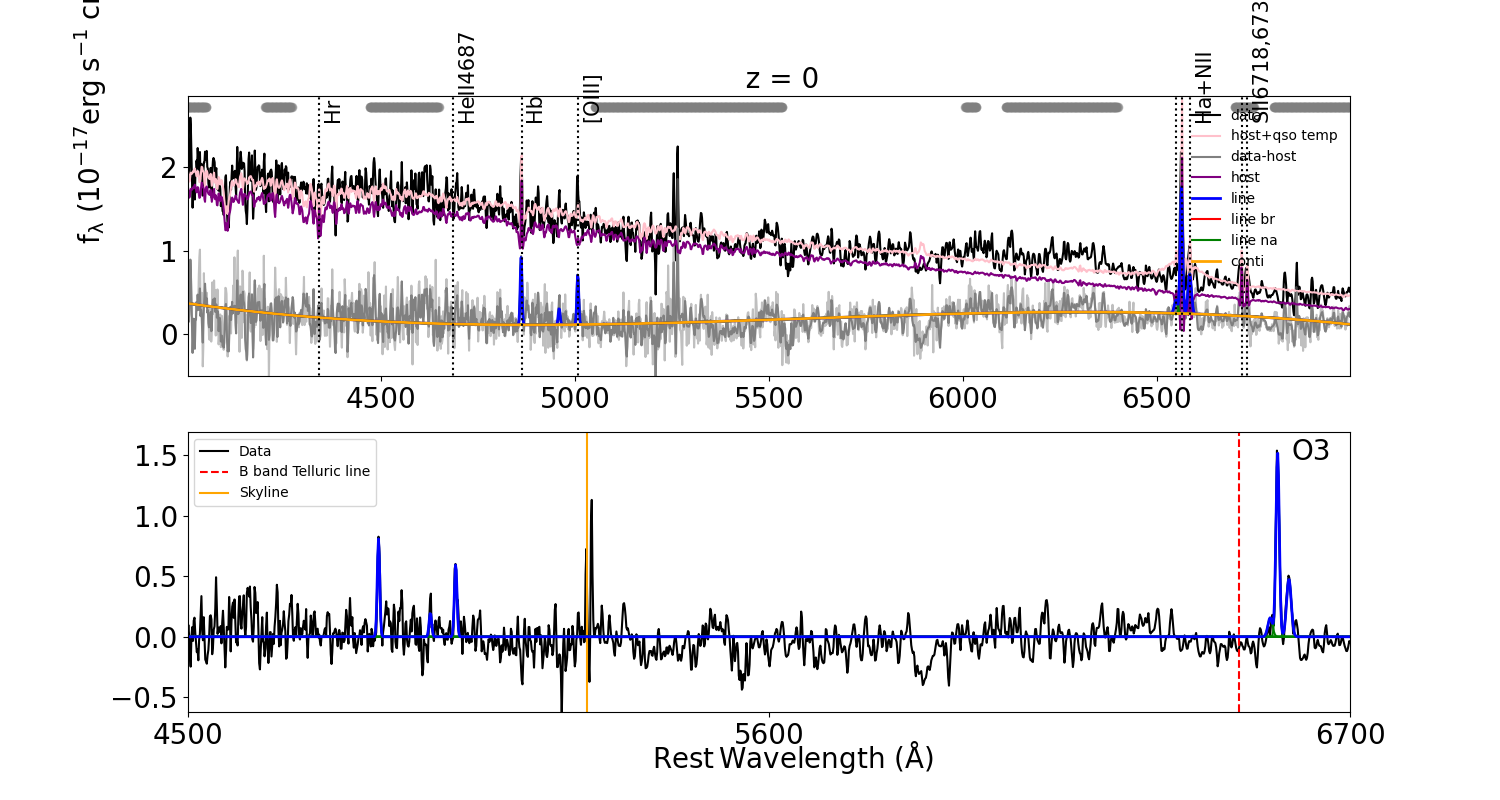 z = 0
f_λ (10^−17 erg s^−1 c
Hr
HeII4687
Hb
[OIII]
Ha+NII
SII6718,673
data
host+qso temp
data-host
host
line
line br
line na
conti
2
1
0
4500
5000
5500
6000
6500
Data
B band Telluric line
Skyline
O3
1.5
1.0
0.5
0.0
−0.5
4500
5600
6700
Rest Wavelength (Å)